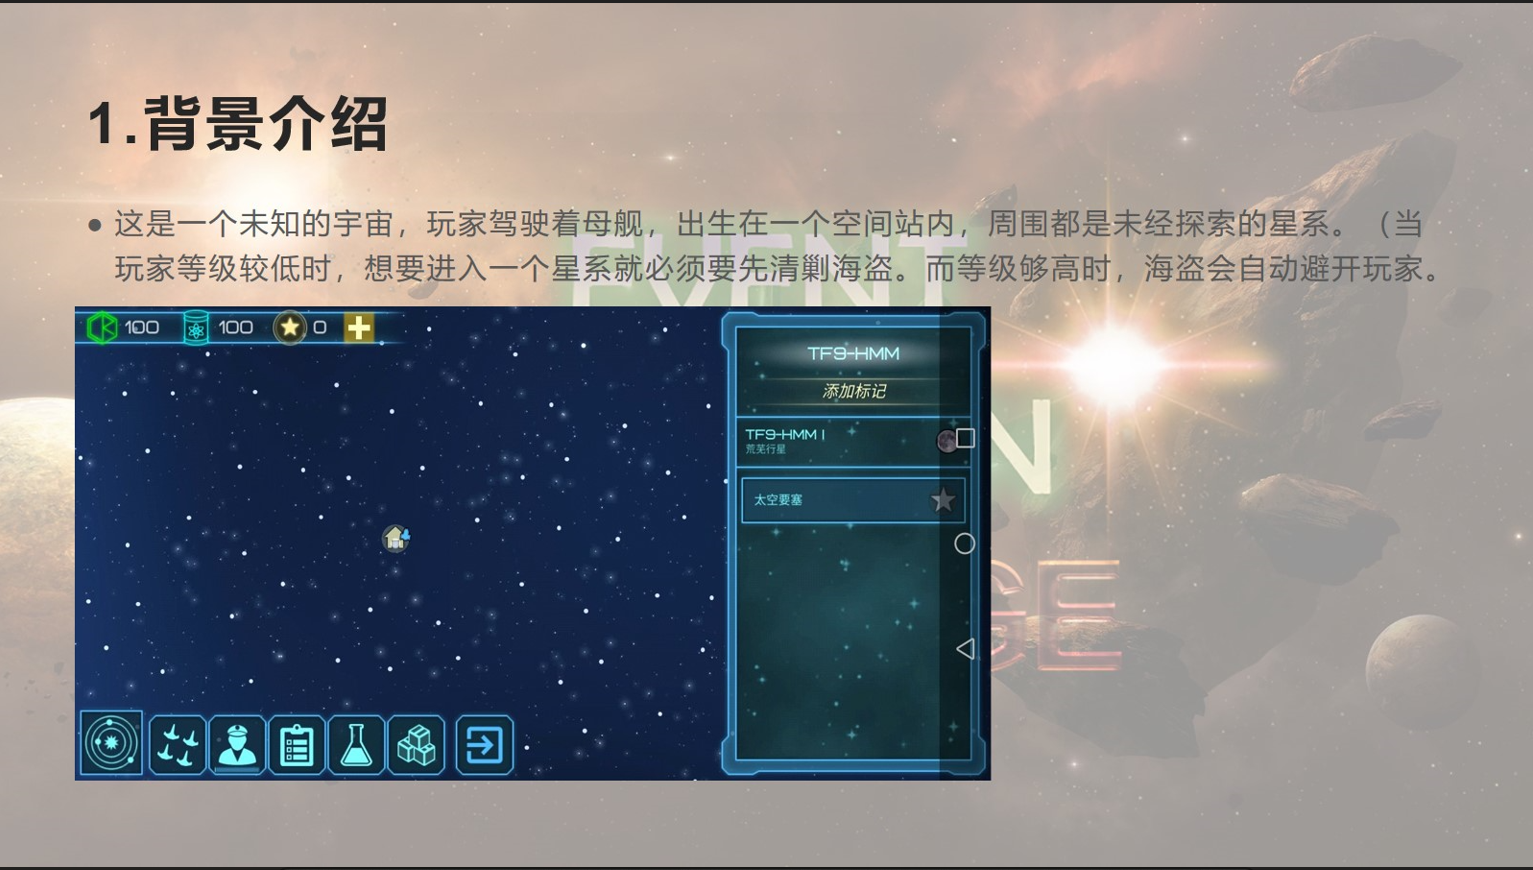 1.背景介绍
• 这是一个未知的宇宙，玩家驾驶着母舰，出生在一个空间站内，周围都是未经探索的星系。（当
玩家等级较低时，想要进入一个星系就必须要先清剿海盗。而等级够高时，海盗会自动避开玩家。
EVENT
100 100 0
TF9-HMM
添加标记
TF9-HMM I
荒芜行星
太空要塞
N
GE